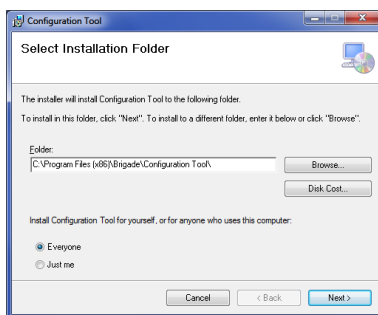 Configuration Tool
Select Installation Folder
The installer will install Configuration Tool to the following folder.
To install in this folder, click "Next". To install to a different folder, enter it below or click "Browse".
Folder:
C:\Program Files (x86)\Brigade\Configuration Tool\
Browse...
Disk Cost...
Install Configuration Tool for yourself, or for anyone who uses this computer:
Everyone
Just me
Cancel
< Back
Next >